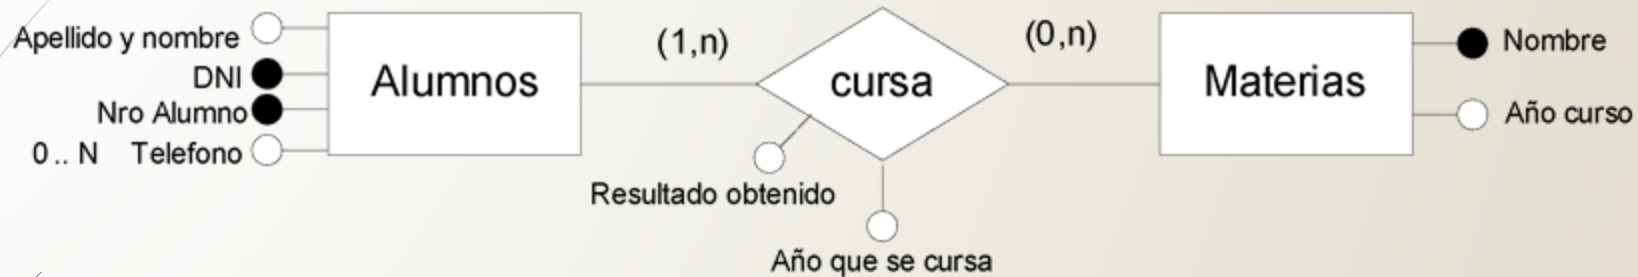 Apellido y nombre
DNI
Nro Alumno
0 .. N Telefono
Alumnos
(1,n)
cursa
Resultado obtenido
Año que se cursa
(0,n)
Materias
Nombre
Año curso